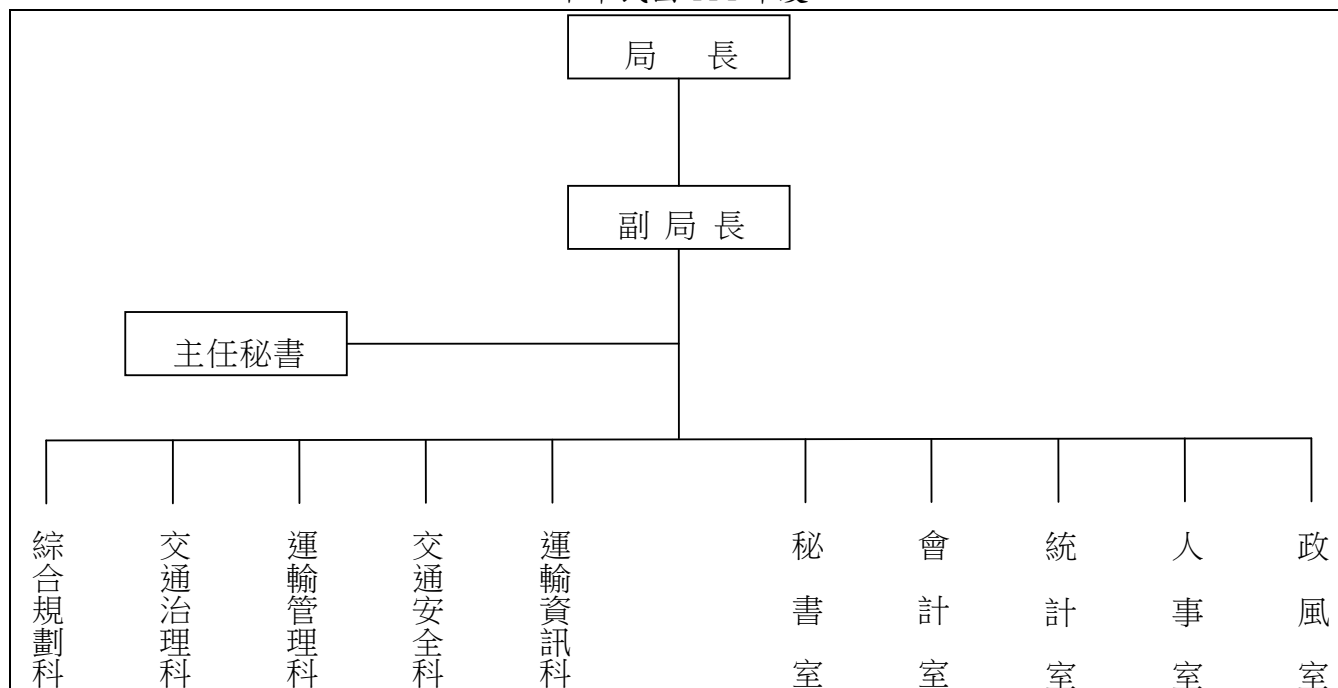 局 長
副 局 長
主任秘書
綜合規劃科
交通治理科
運輸管理科
交通安全科
運輸資訊科
秘書室
會計室
統計室
人事室
政風室